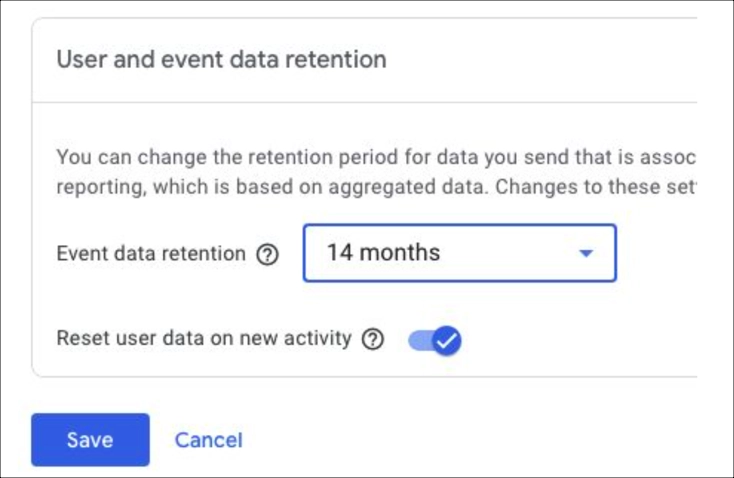 User and event data retention
You can change the retention period for data you send that is assoc
reporting, which is based on aggregated data. Changes to these set
Event data retention
14 months
Reset user data on new activity
Save
Cancel